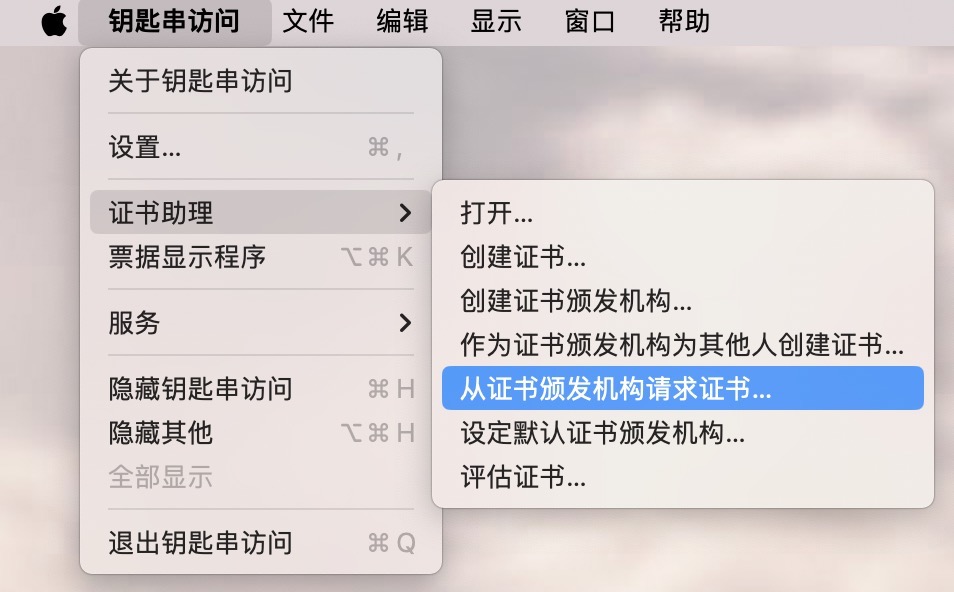 钥匙串访问 文件 编辑 显示 窗口 帮助
关于钥匙串访问
设置... ⌘ ,
证书助理
票据显示程序 ⌥⌘K
服务
隐藏钥匙串访问 ⌘H
隐藏其他 ⌥⌘H
全部显示
退出钥匙串访问 ⌘Q
打开...
创建证书...
创建证书颁发机构...
作为证书颁发机构为其他人创建证书...
从证书颁发机构请求证书...
设定默认证书颁发机构...
评估证书...